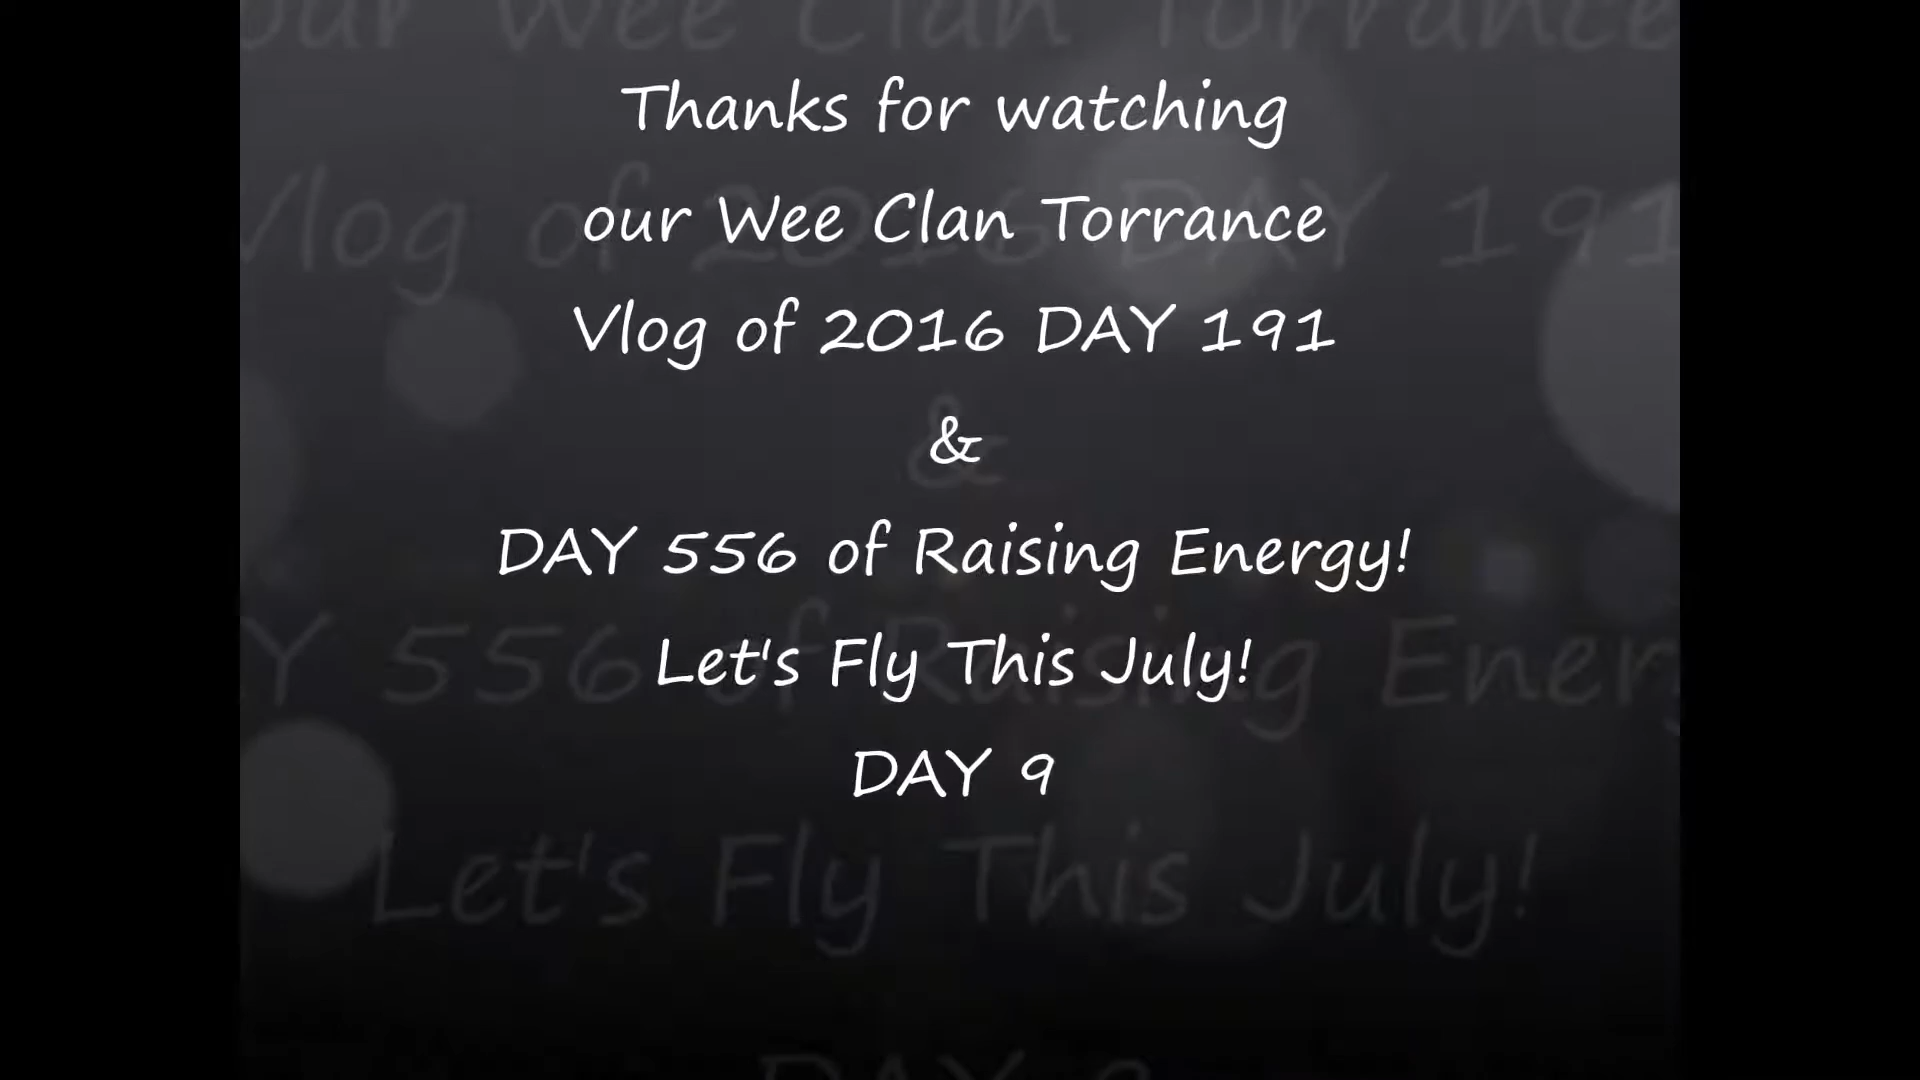 Thanks for watching
our Wee Clan Torrance
Vlog of 2016 DAY 191
&
DAY 556 of Raising Energy!
Let's Fly This July!
DAY 9